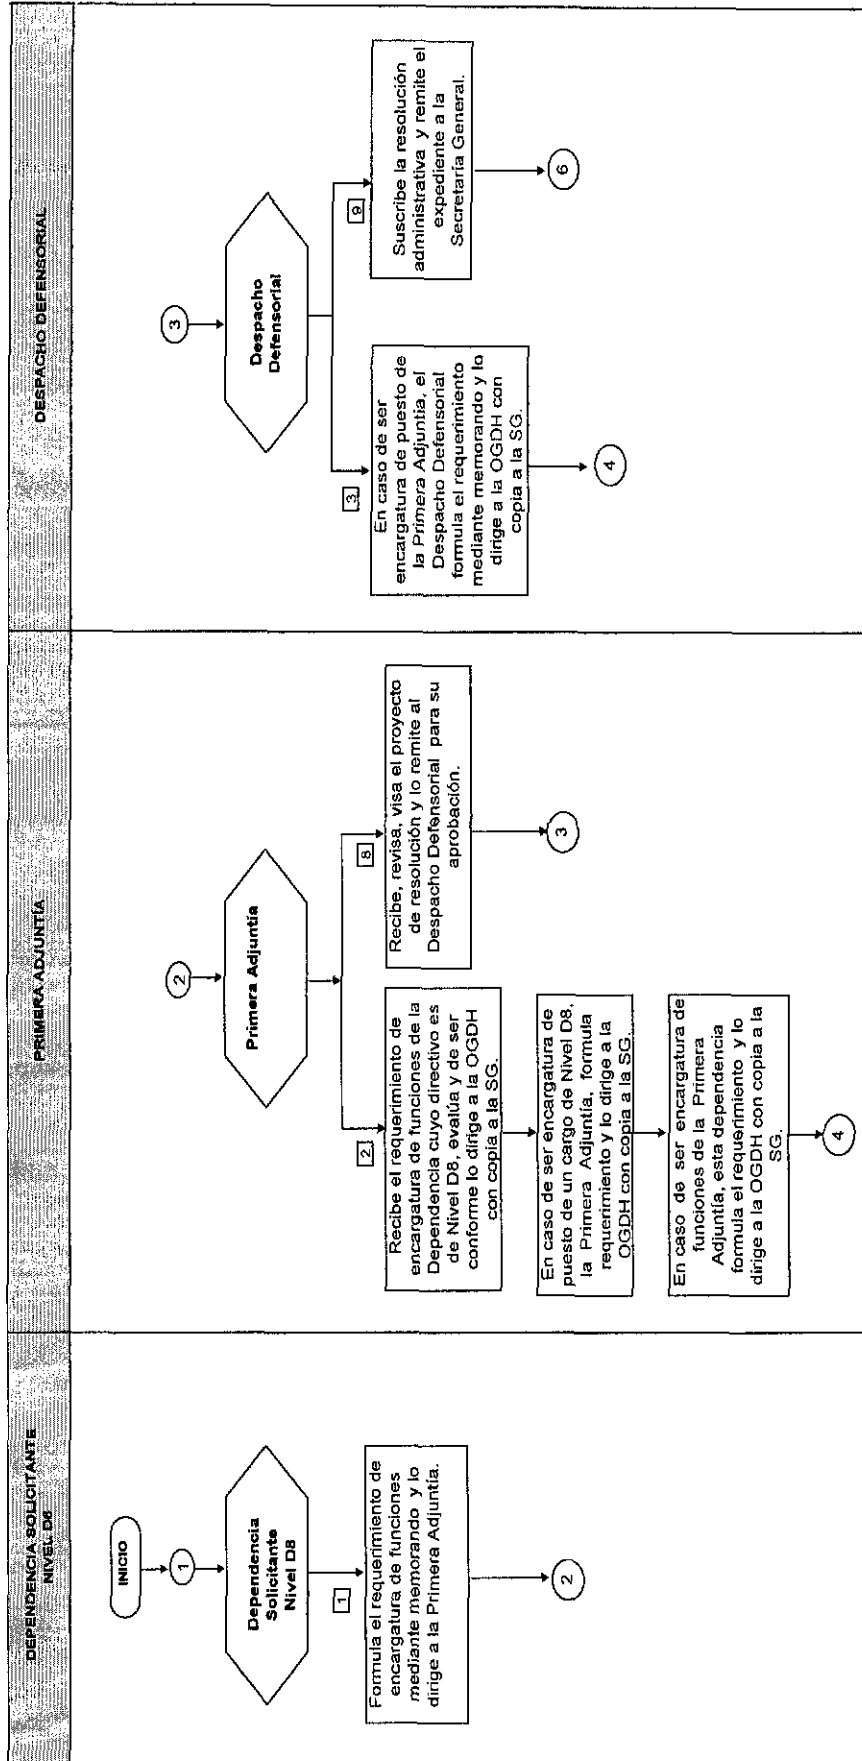 DEPENDENCIA SOLICITANTE
NIVEL D8
INICIO
1
Dependencia
Solicitante
Nivel D8
1
Formula el requerimiento de
encargatura de funciones
mediante memorando y lo
dirige a la Primera Adjuntía.
2
PRIMERA ADJUNTÍA
2
Primera Adjuntía
2
Recibe el requerimiento de
encargatura de funciones de la
Dependencia cuyo directivo es
de Nivel D8, evalúa y de ser
conforme lo dirige a la OGDH
con copia a la SG.
En caso de ser encargatura de
puesto de un cargo de Nivel D8,
la Primera Adjuntía, formula
requerimiento y lo dirige a la
OGDH con copia a la SG.
En caso de ser encargatura de
funciones de la Primera
Adjuntía, esta dependencia
formula el requerimiento y lo
dirige a la OGDH con copia a la
SG.
4
8
Recibe, revisa, visa el proyecto
de resolución y lo remite al
Despacho Defensorial para su
aprobación.
3
DESPACHO DEFENSORIAL
3
Despacho
Defensorial
3
En caso de ser
encargatura de puesto de
la Primera Adjuntia, el
Despacho Defensorial
formula el requerimiento
mediante memorando y lo
dirige a la OGDH con
copia a la SG.
4
9
Suscribe la resolución
administrativa y remite el
expediente a la
Secretaría General.
6